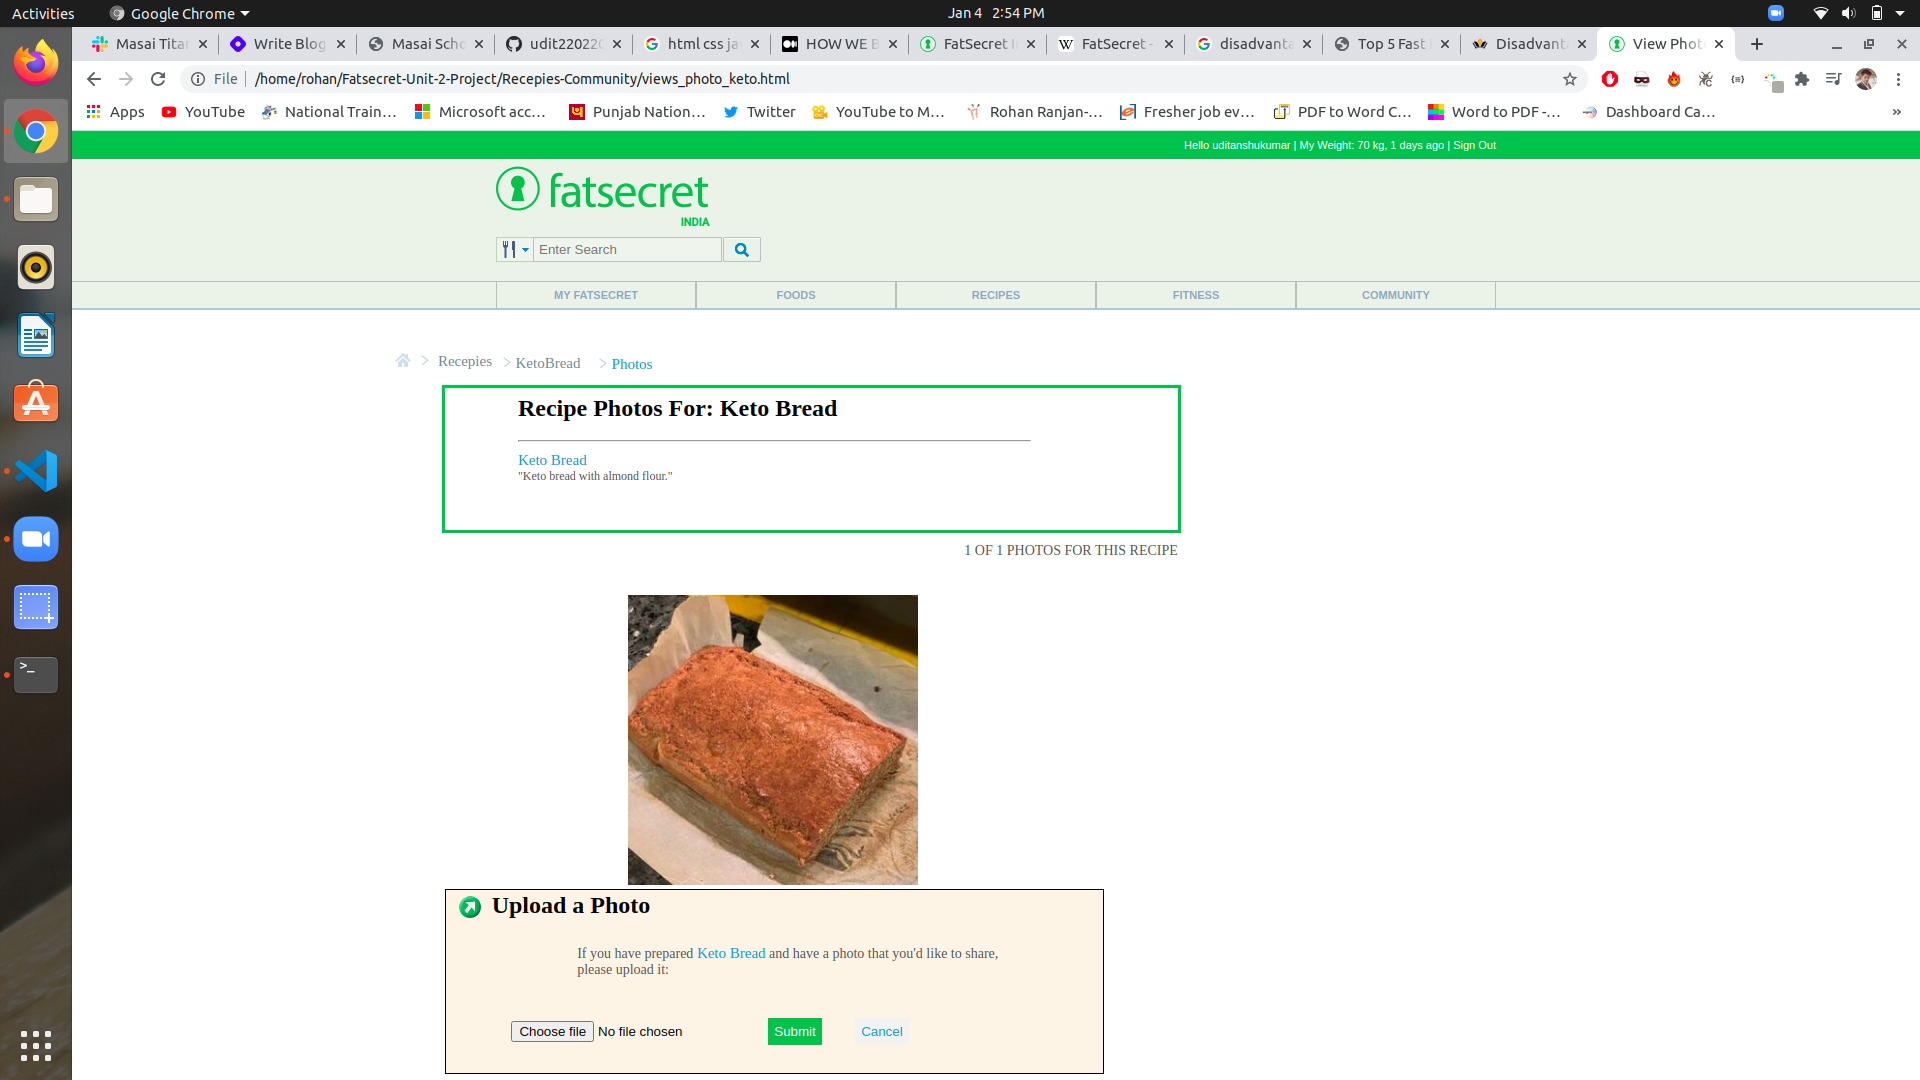 Activities
Google Chrome
Jan 4 2:54 PM
Masai Titan
Write Blog
Masai Scho
udit220220
html css ja
HOW WE B
FatSecret I
FatSecret -
disadvanta
Top 5 Fast
Disadvant
View Phot
File
/home/rohan/Fatsecret-Unit-2-Project/Recepies-Community/views_photo_keto.html
Apps
YouTube
National Train...
Microsoft acc...
Punjab Nation...
Twitter
YouTube to M...
Rohan Ranjan-...
Fresher job ev...
PDF to Word C...
Word to PDF -...
Dashboard Ca...
»
Hello uditanshukumar | My Weight: 70 kg, 1 days ago | Sign Out
fatsecret
INDIA
Enter Search
MY FATSECRET
FOODS
RECIPES
FITNESS
COMMUNITY
Recepies
KetoBread
Photos
Recipe Photos For: Keto Bread
Keto Bread
"Keto bread with almond flour."
1 OF 1 PHOTOS FOR THIS RECIPE
Upload a Photo
If you have prepared Keto Bread and have a photo that you'd like to share,
please upload it:
Choose file No file chosen
Submit
Cancel